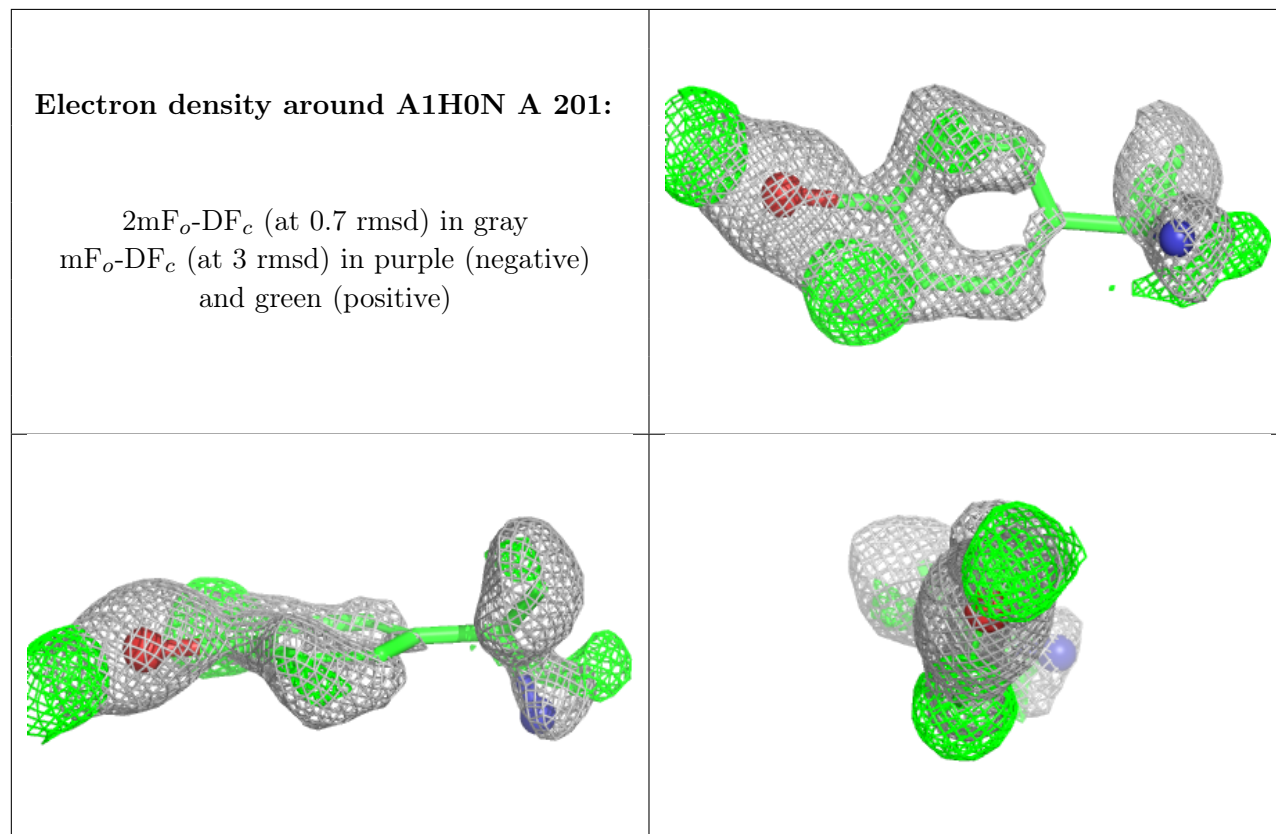 Electron density around A1H0N A 201:
2mFₒ-DF𝒸 (at 0.7 rmsd) in gray
mFₒ-DF𝒸 (at 3 rmsd) in purple (negative)
and green (positive)